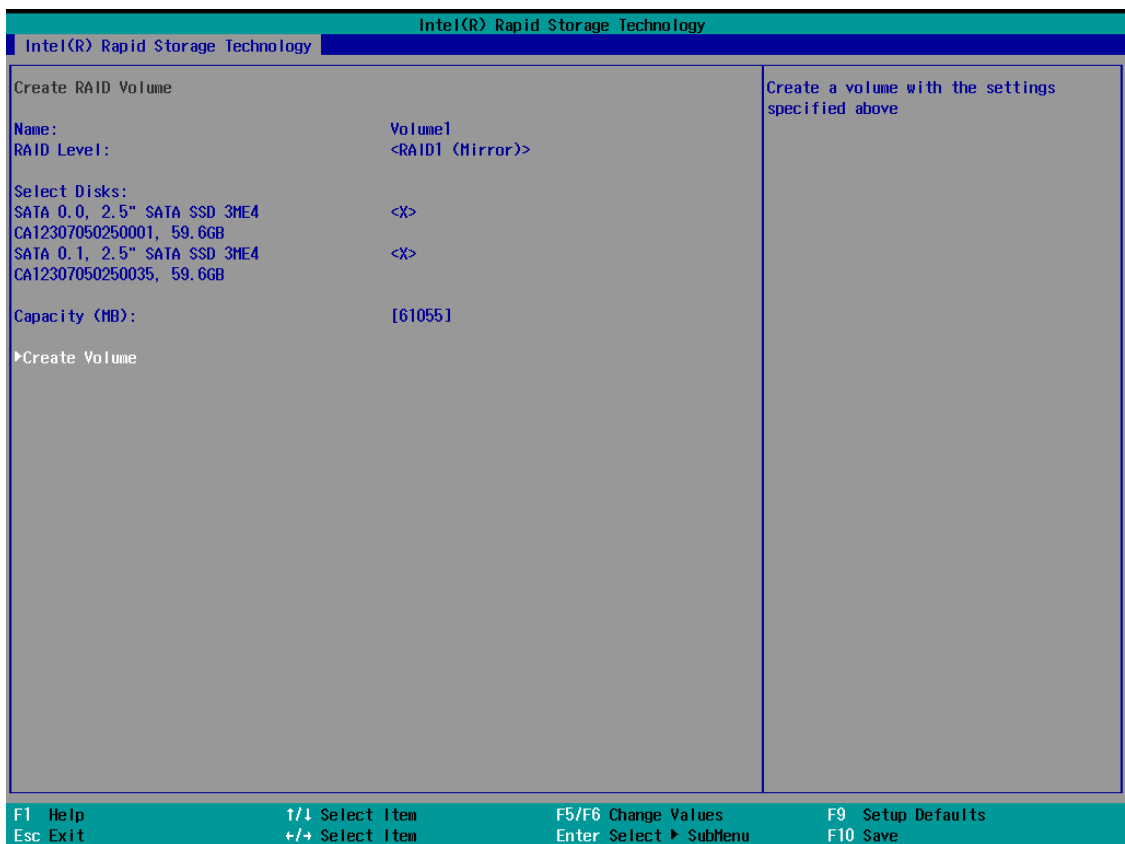 Intel(R) Rapid Storage Technology
Intel(R) Rapid Storage Technology
Create RAID Volume
Name: Volume1
RAID Level: <RAID1 (Mirror)>
Select Disks:
SATA 0.0, 2.5" SATA SSD 3ME4 <X>
CA12307050250001, 59.6GB
SATA 0.1, 2.5" SATA SSD 3ME4 <X>
CA12307050250035, 59.6GB
Capacity (MB): [61055]
▶Create Volume
Create a volume with the settings
specified above
F1 Help ↑/↓ Select Item F5/F6 Change Values F9 Setup Defaults
Esc Exit ←/→ Select Item Enter Select ▶ SubMenu F10 Save